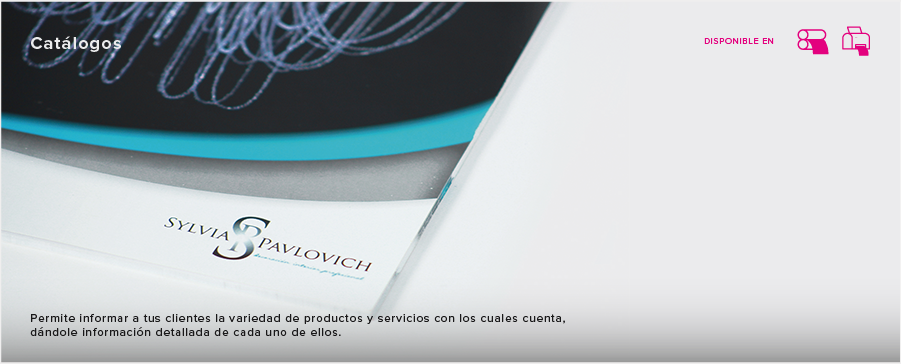 Catálogos
DISPONIBLE EN
SYLVIA PAVLOVICH
Permite informar a tus clientes la variedad de productos y servicios con los cuales cuenta,
dándole información detallada de cada uno de ellos.